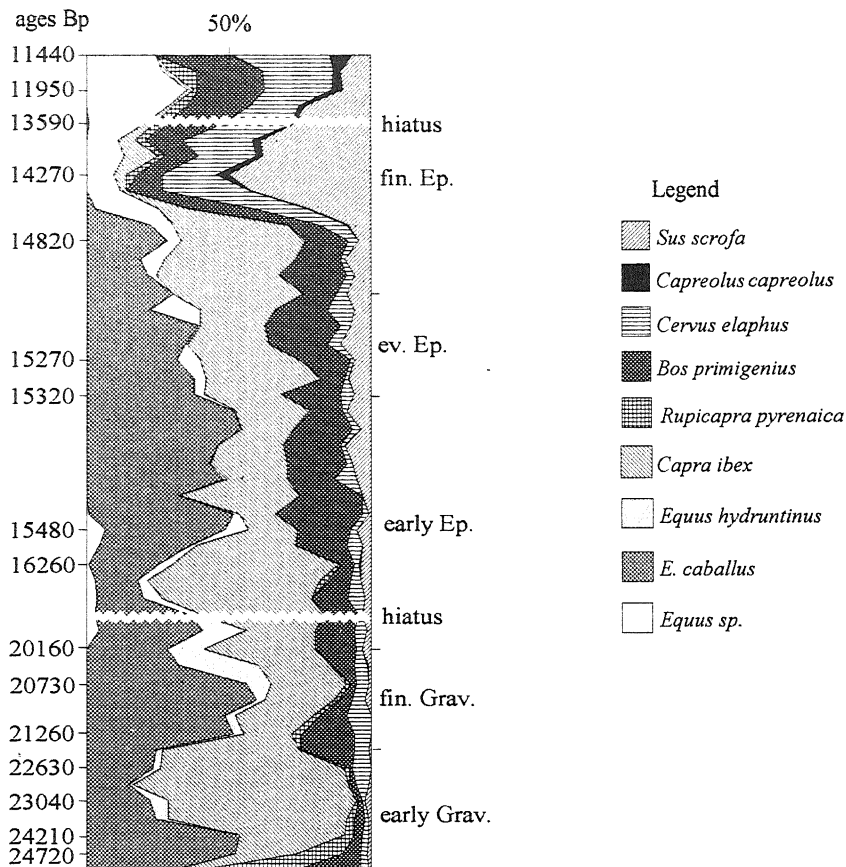 ages Bp
50%
11440
11950
13590
14270
14820
15270
15320
15480
16260
20160
20730
21260
22630
23040
24210
24720
hiatus
fin. Ep.
ev. Ep.
early Ep.
hiatus
fin. Grav.
early Grav.
Legend
Sus scrofa
Capreolus capreolus
Cervus elaphus
Bos primigenius
Rupicapra pyrenaica
Capra ibex
Equus hydruntinus
E. caballus
Equus sp.